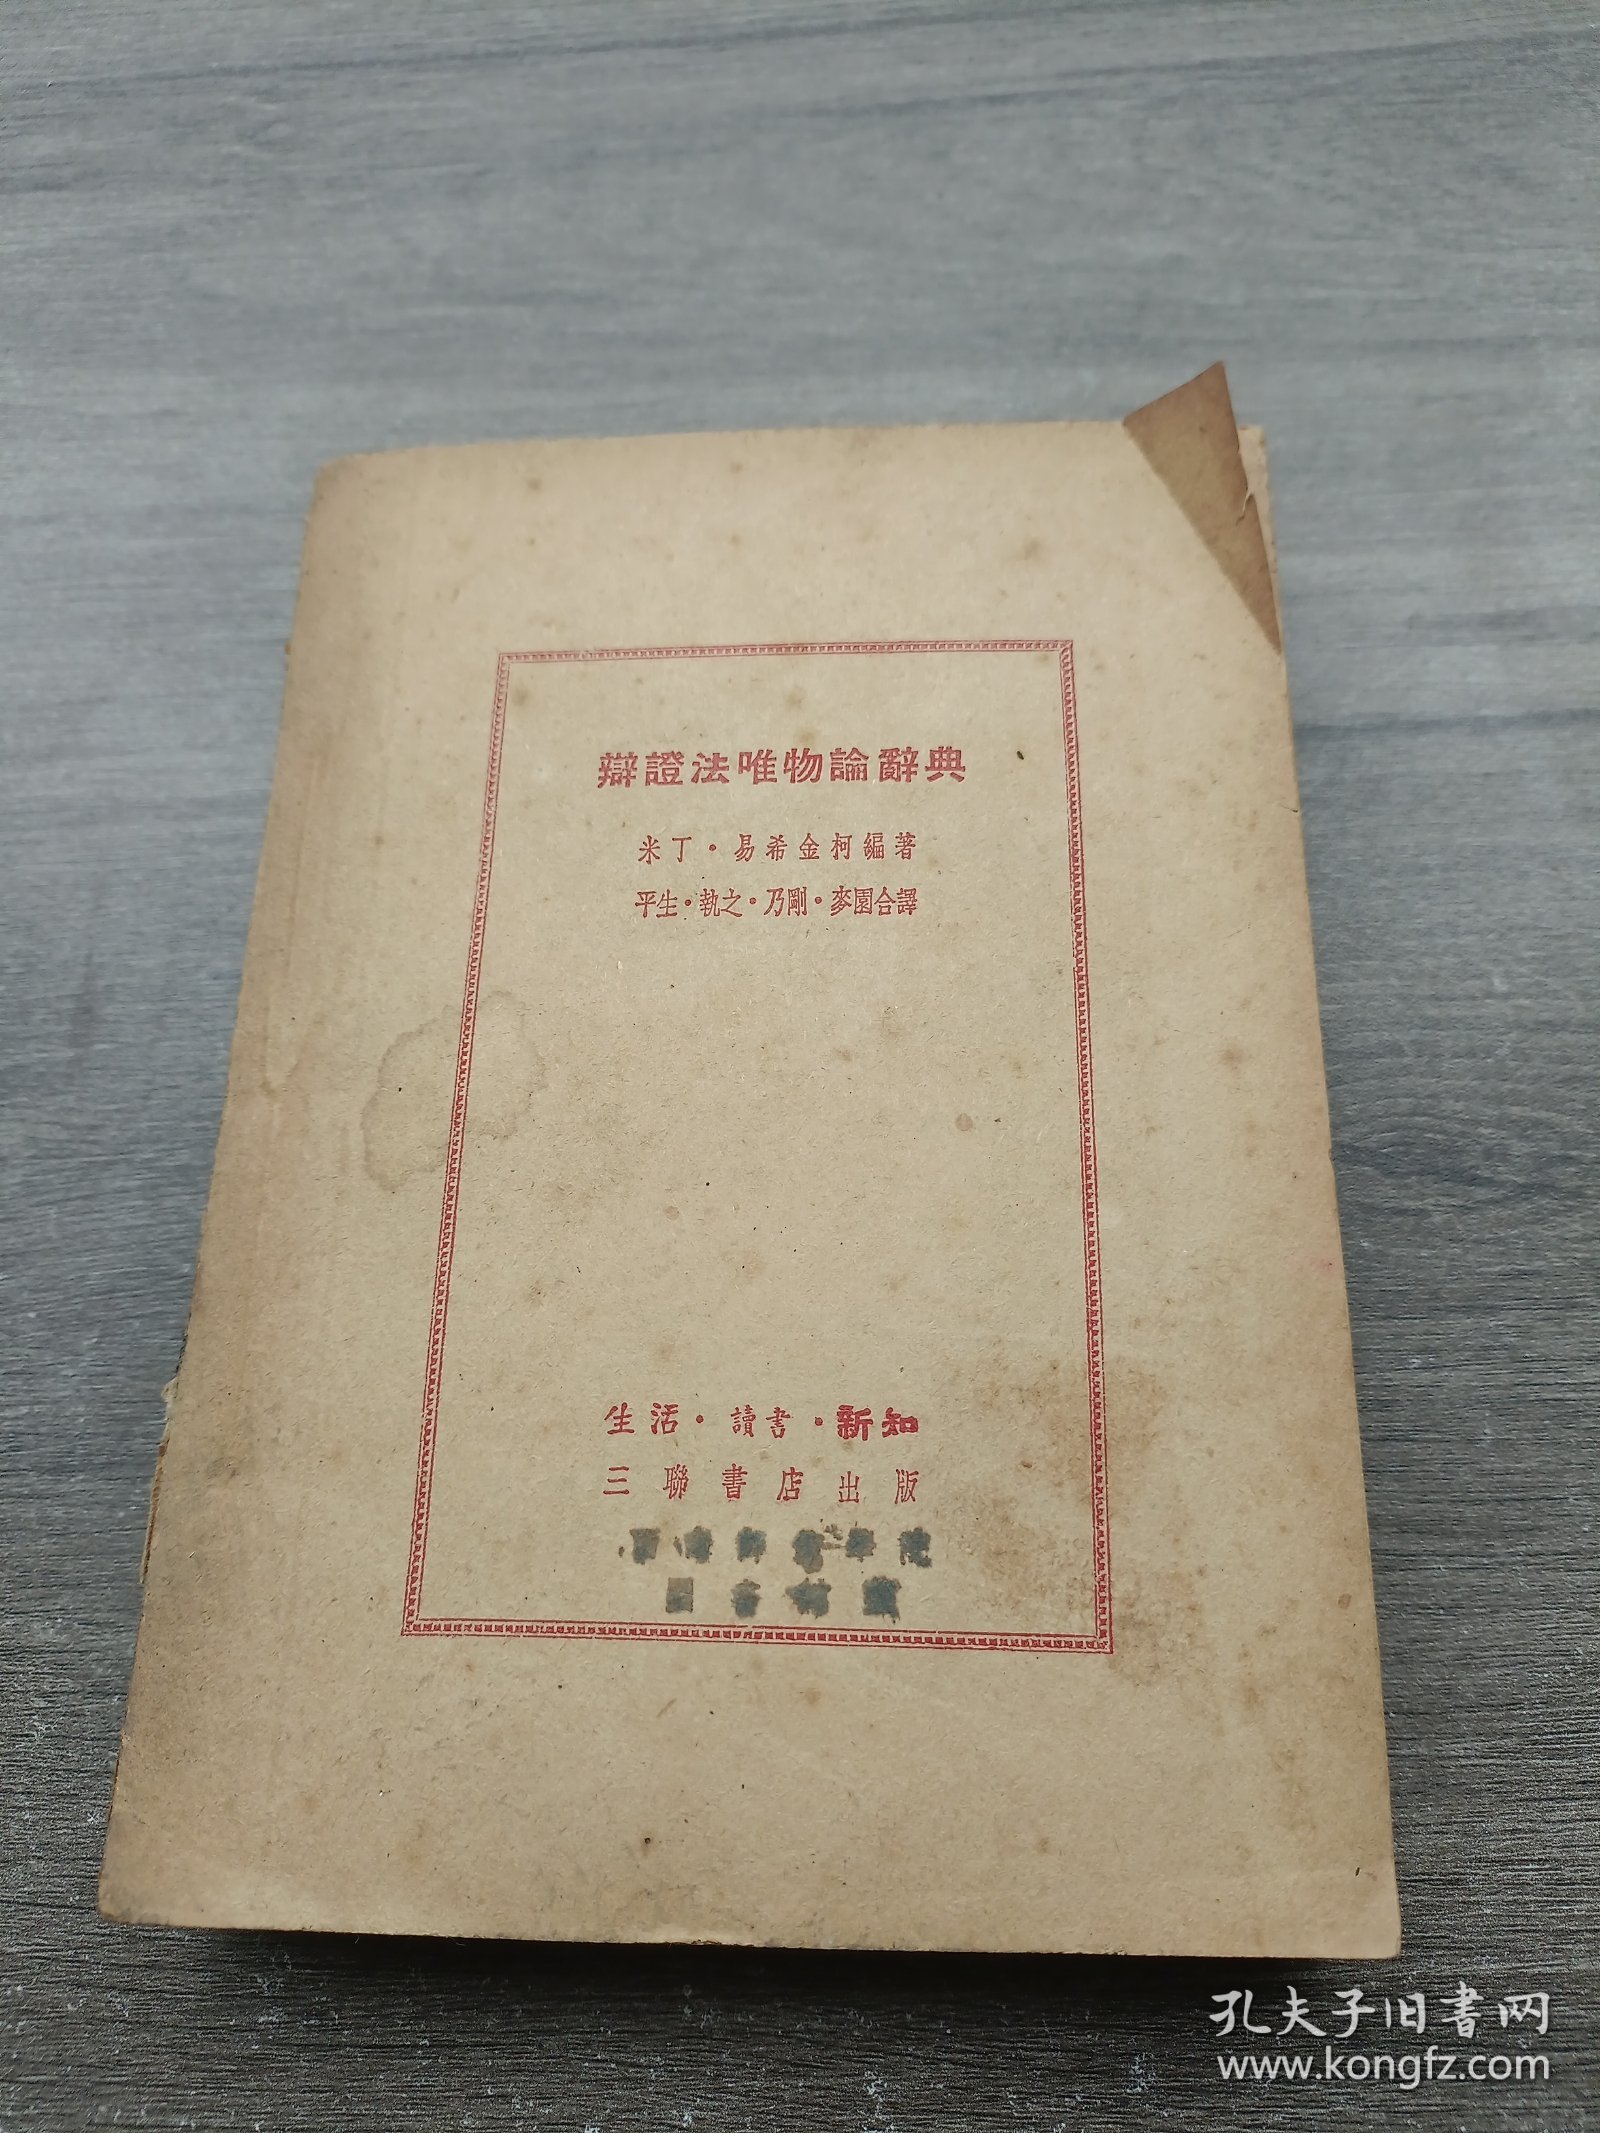 辯證法唯物論辭典
米丁·易希金柯編著
平生·執之·乃剛·麥園合譯
生活·讀書·新知
三聯書店出版
孔夫子旧书网
www.kongfz.com